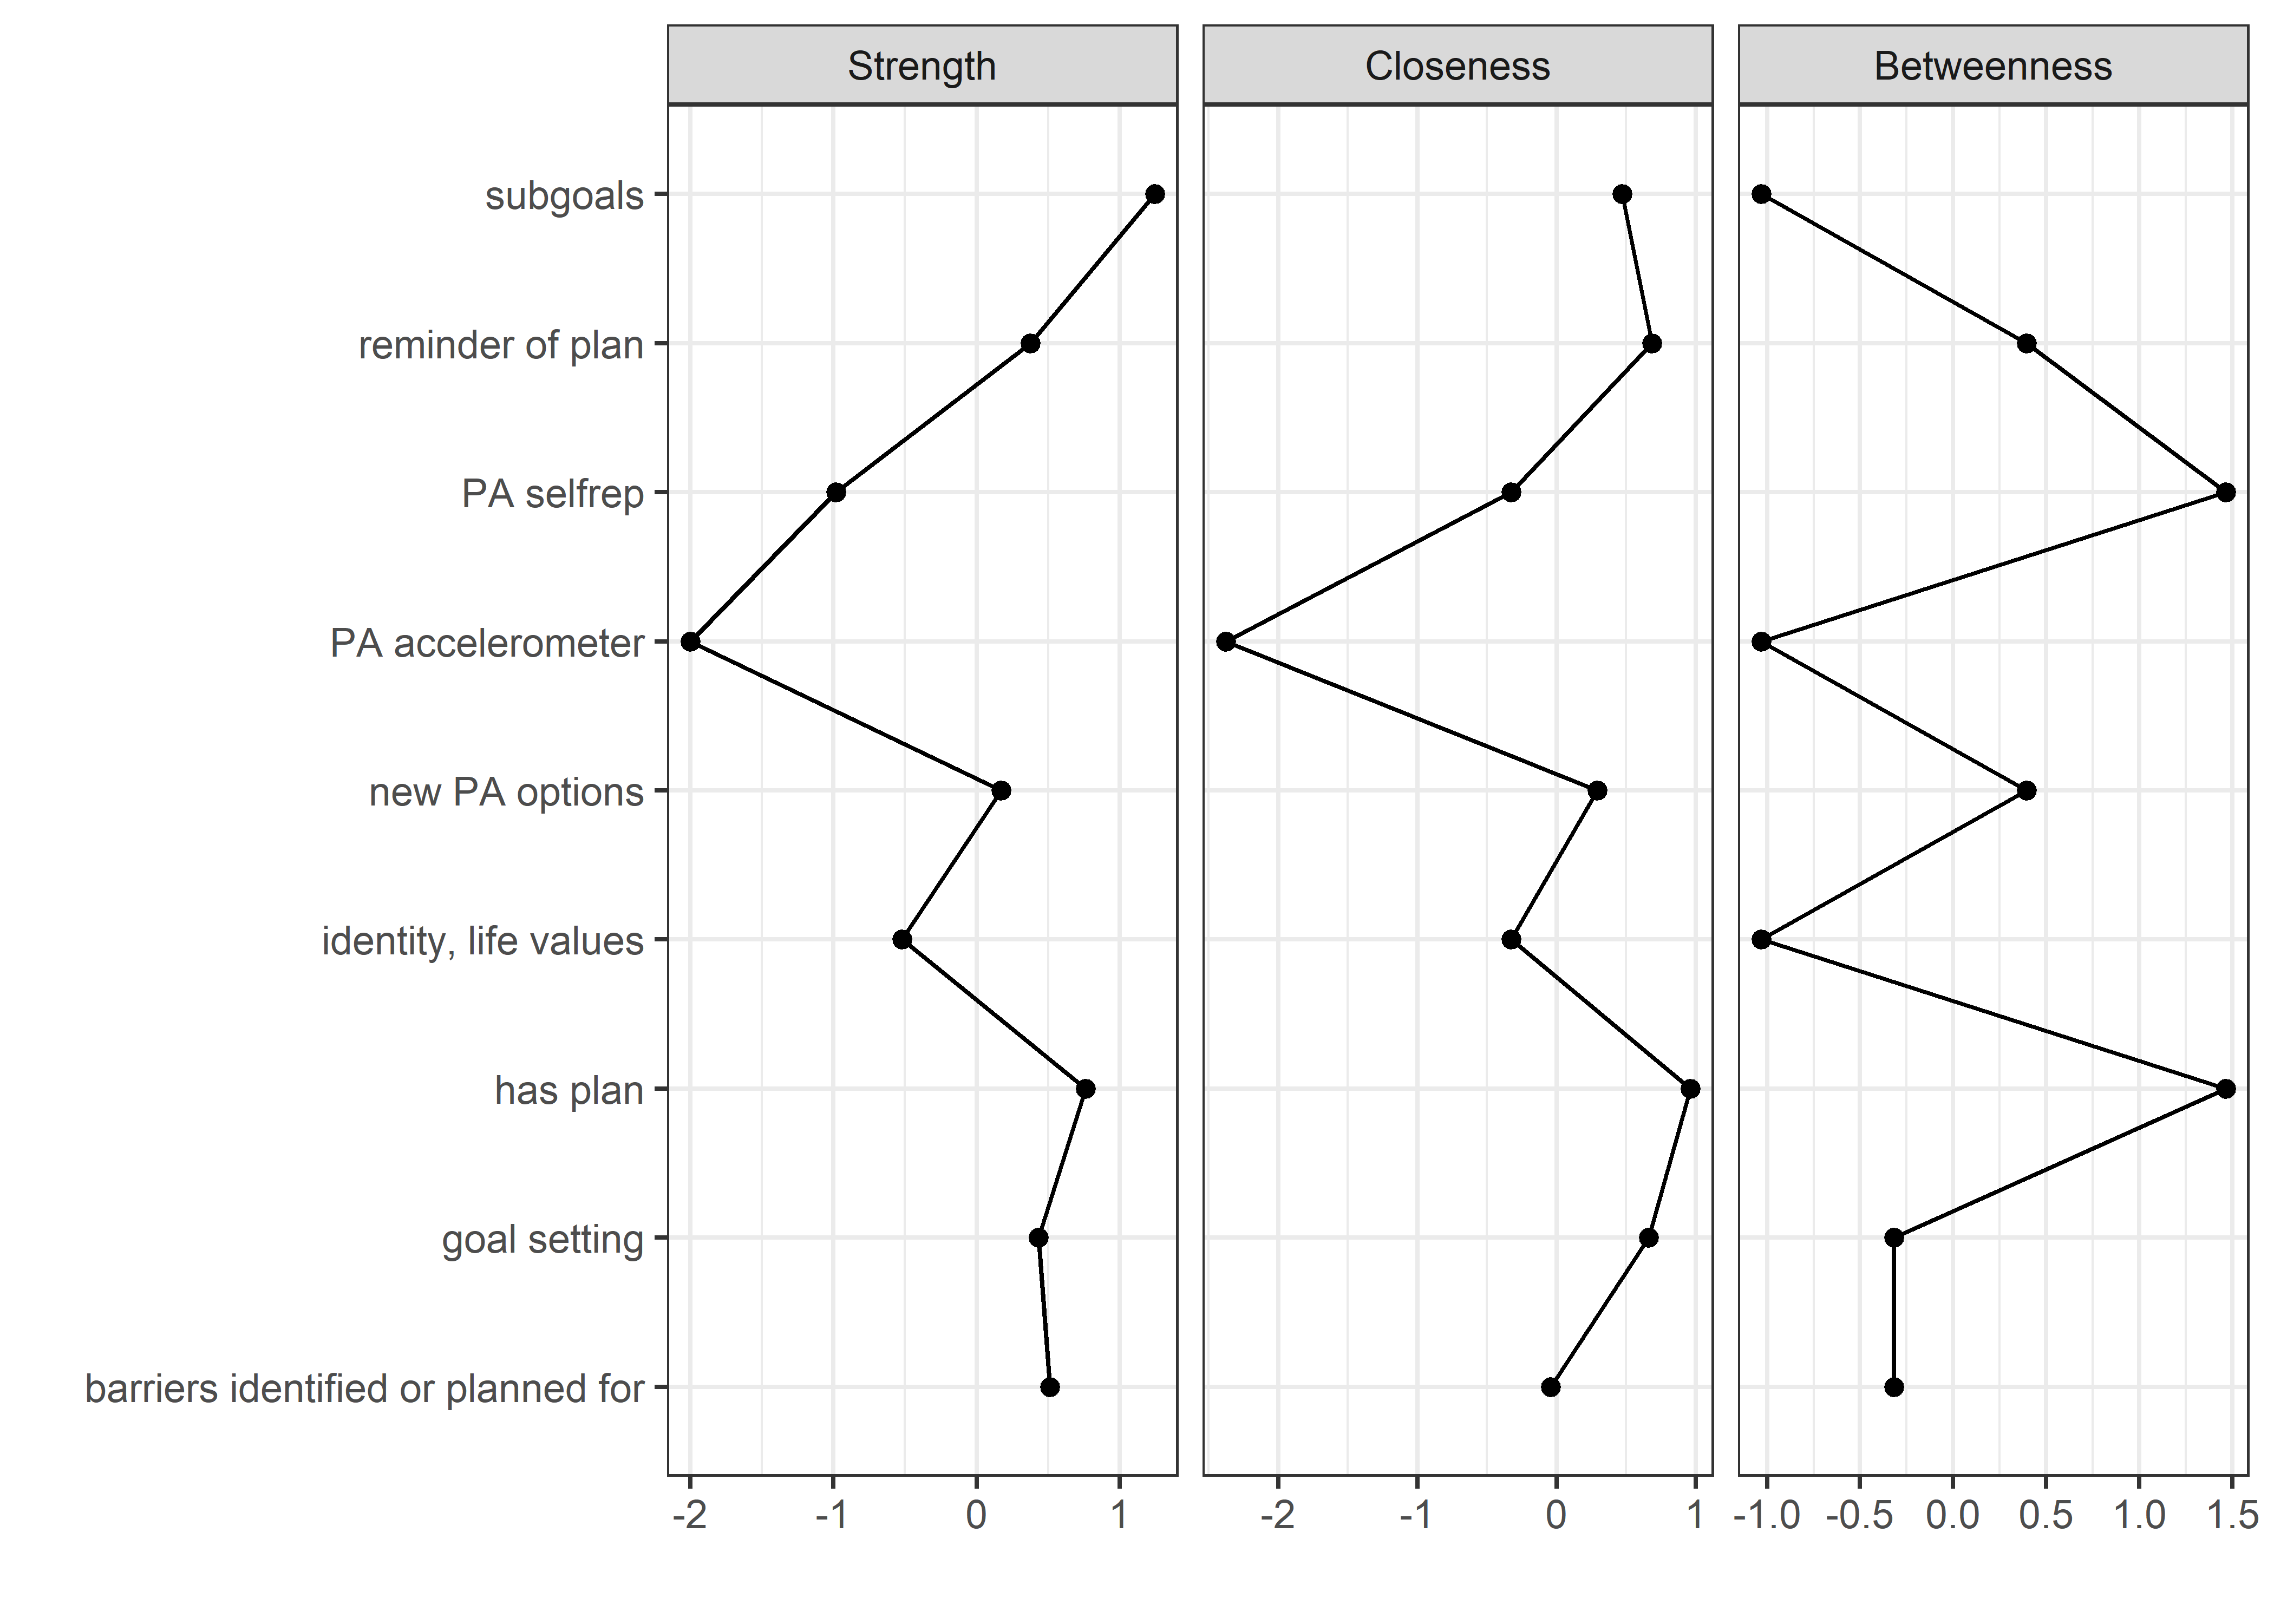 Strength Closeness Betweenness
subgoals
reminder of plan
PA selfrep
PA accelerometer
new PA options
identity, life values
has plan
goal setting
barriers identified or planned for
-2 -1 0 1 -2 -1 0 1 -1.0 -0.5 0.0 0.5 1.0 1.5